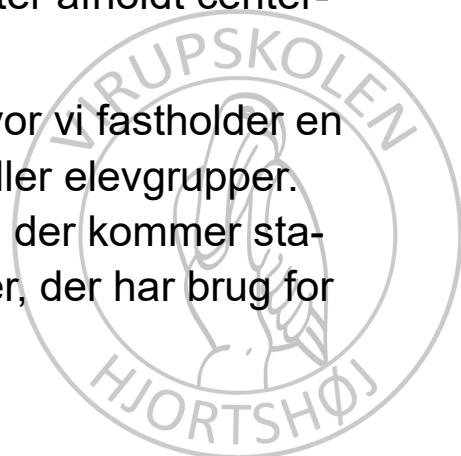 ter afholdt center-
VIRUPSKOLEN
vor vi fastholder en
ller elevgrupper.
der kommer sta-
er, der har brug for
HJORTSHØJ